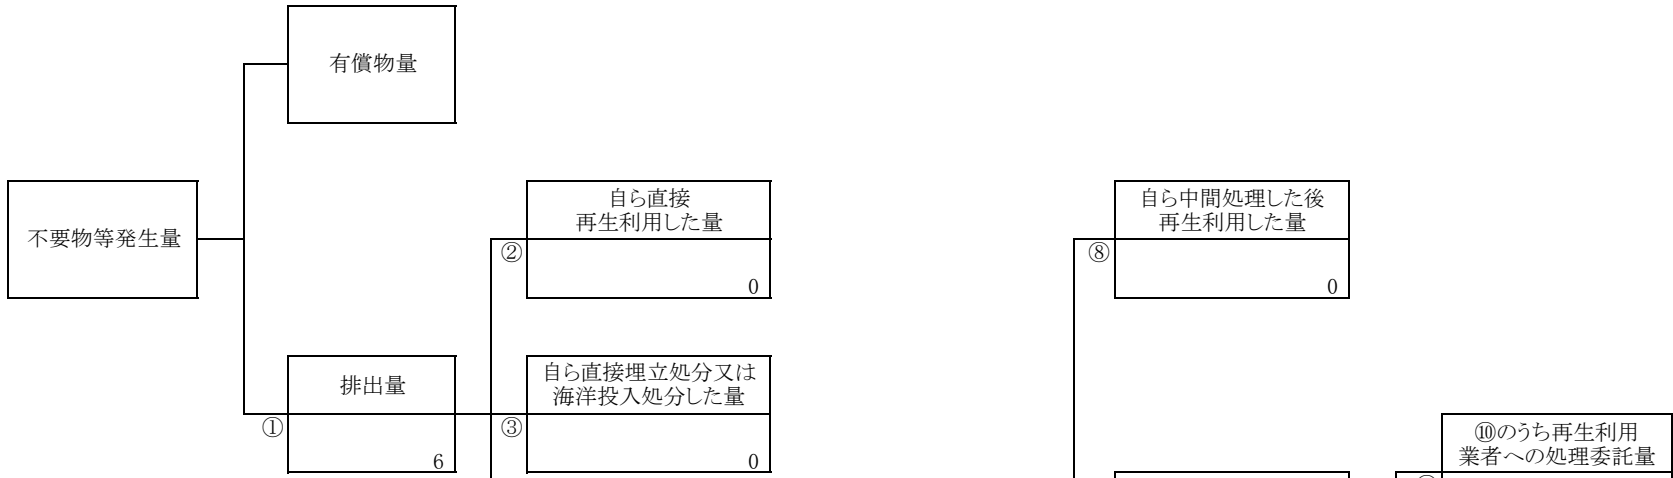 有償物量
不要物等発生量
自ら直接
再生利用した量
②
0
自ら中間処理した後
再生利用した量
⑧
0
排出量
①
6
自ら直接埋立処分又は
海洋投入処分した量
③
0
⑩のうち再生利用
業者への処理委託量